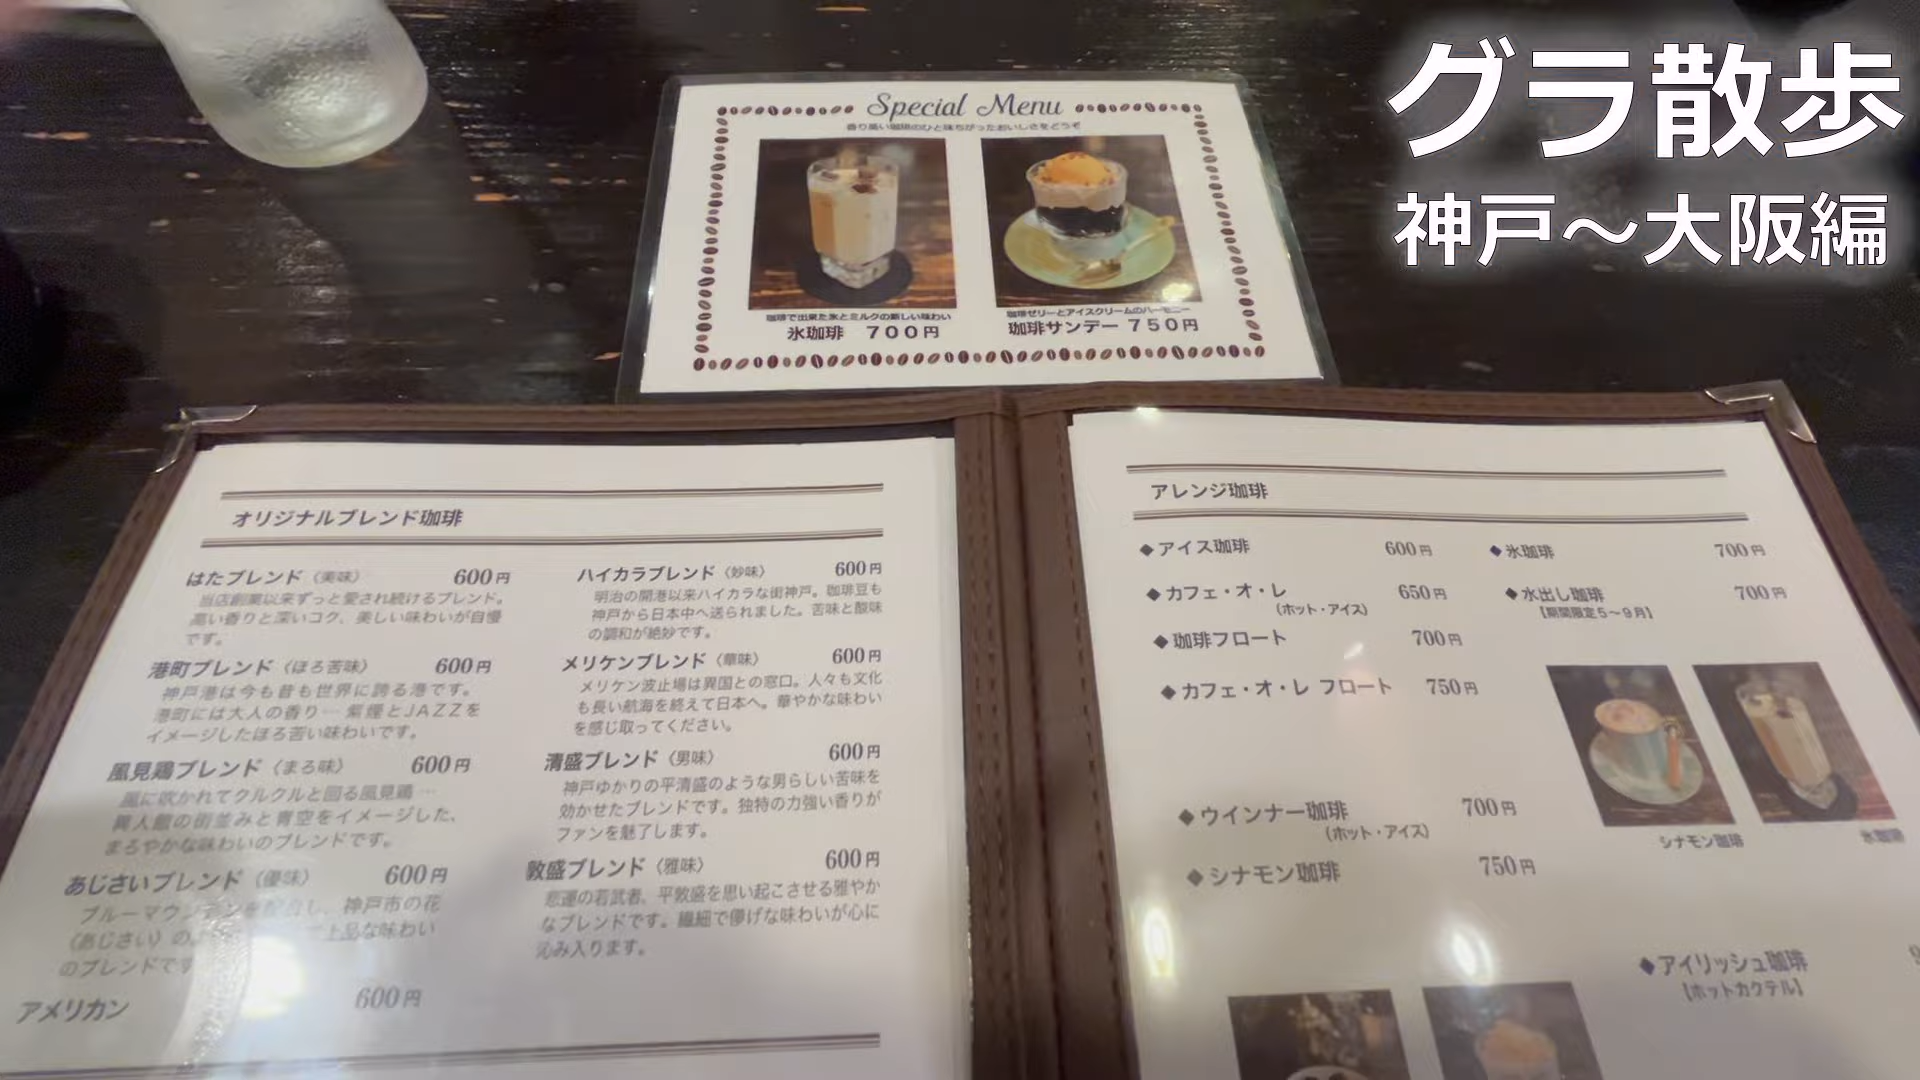 グラ散歩
神戸～大阪編
Special Menu
香り高い珈琲のひと味ちがったおいしさをどうぞ
珈琲で出来た氷とミルクの新しい味わい
氷珈琲 700円
珈琲ゼリーとアイスクリームのハーモニー
珈琲サンデー 750円
オリジナルブレンド珈琲
はたブレンド〈美味〉 600円
当店創業以来ずっと愛され続けるブレンド。
高い香りと深いコク、美しい味わいが自慢
です。
港町ブレンド〈ほろ苦味〉 600円
神戸港は今も昔も世界に誇る港です。
港町には大人の香り… 紫煙とJAZZを
イメージしたほろ苦い味わいです。
風見鶏ブレンド〈まろ味〉 600円
風に吹かれてクルクルと回る風見鶏…
異人館の街並みと青空をイメージした、
まろやかな味わいのブレンドです。
あじさいブレンド〈優味〉 600円
ブルーマウンテンを配合し、神戸市の花
〈あじさい〉の 上品な味わい
のブレンドです
アメリカン 600円
ハイカラブレンド〈妙味〉 600円
明治の開港以来ハイカラな街神戸。珈琲豆も
神戸から日本中へ送られました。苦味と酸味
の調和が絶妙です。
メリケンブレンド〈華味〉 600円
メリケン波止場は異国との窓口。人々も文化
も長い航海を終えて日本へ。華やかな味わい
を感じ取ってください。
清盛ブレンド〈男味〉 600円
神戸ゆかりの平清盛のような男らしい苦味を
効かせたブレンドです。独特の力強い香りが
ファンを魅了します。
敦盛ブレンド〈雅味〉 600円
悲運の若武者、平敦盛を思い起こさせる雅やか
なブレンドです。繊細で儚げな味わいが心に
沁み入ります。
アレンジ珈琲
◆アイス珈琲 600円
◆カフェ・オ・レ 650円
（ホット・アイス）
◆珈琲フロート 700円
◆カフェ・オ・レ フロート 750円
◆ウインナー珈琲 700円
（ホット・アイス）
◆シナモン珈琲 750円
◆氷珈琲 700円
◆水出し珈琲 700円
【期間限定5～9月】
シナモン珈琲
氷珈琲
◆アイリッシュ珈琲
【ホットカクテル】